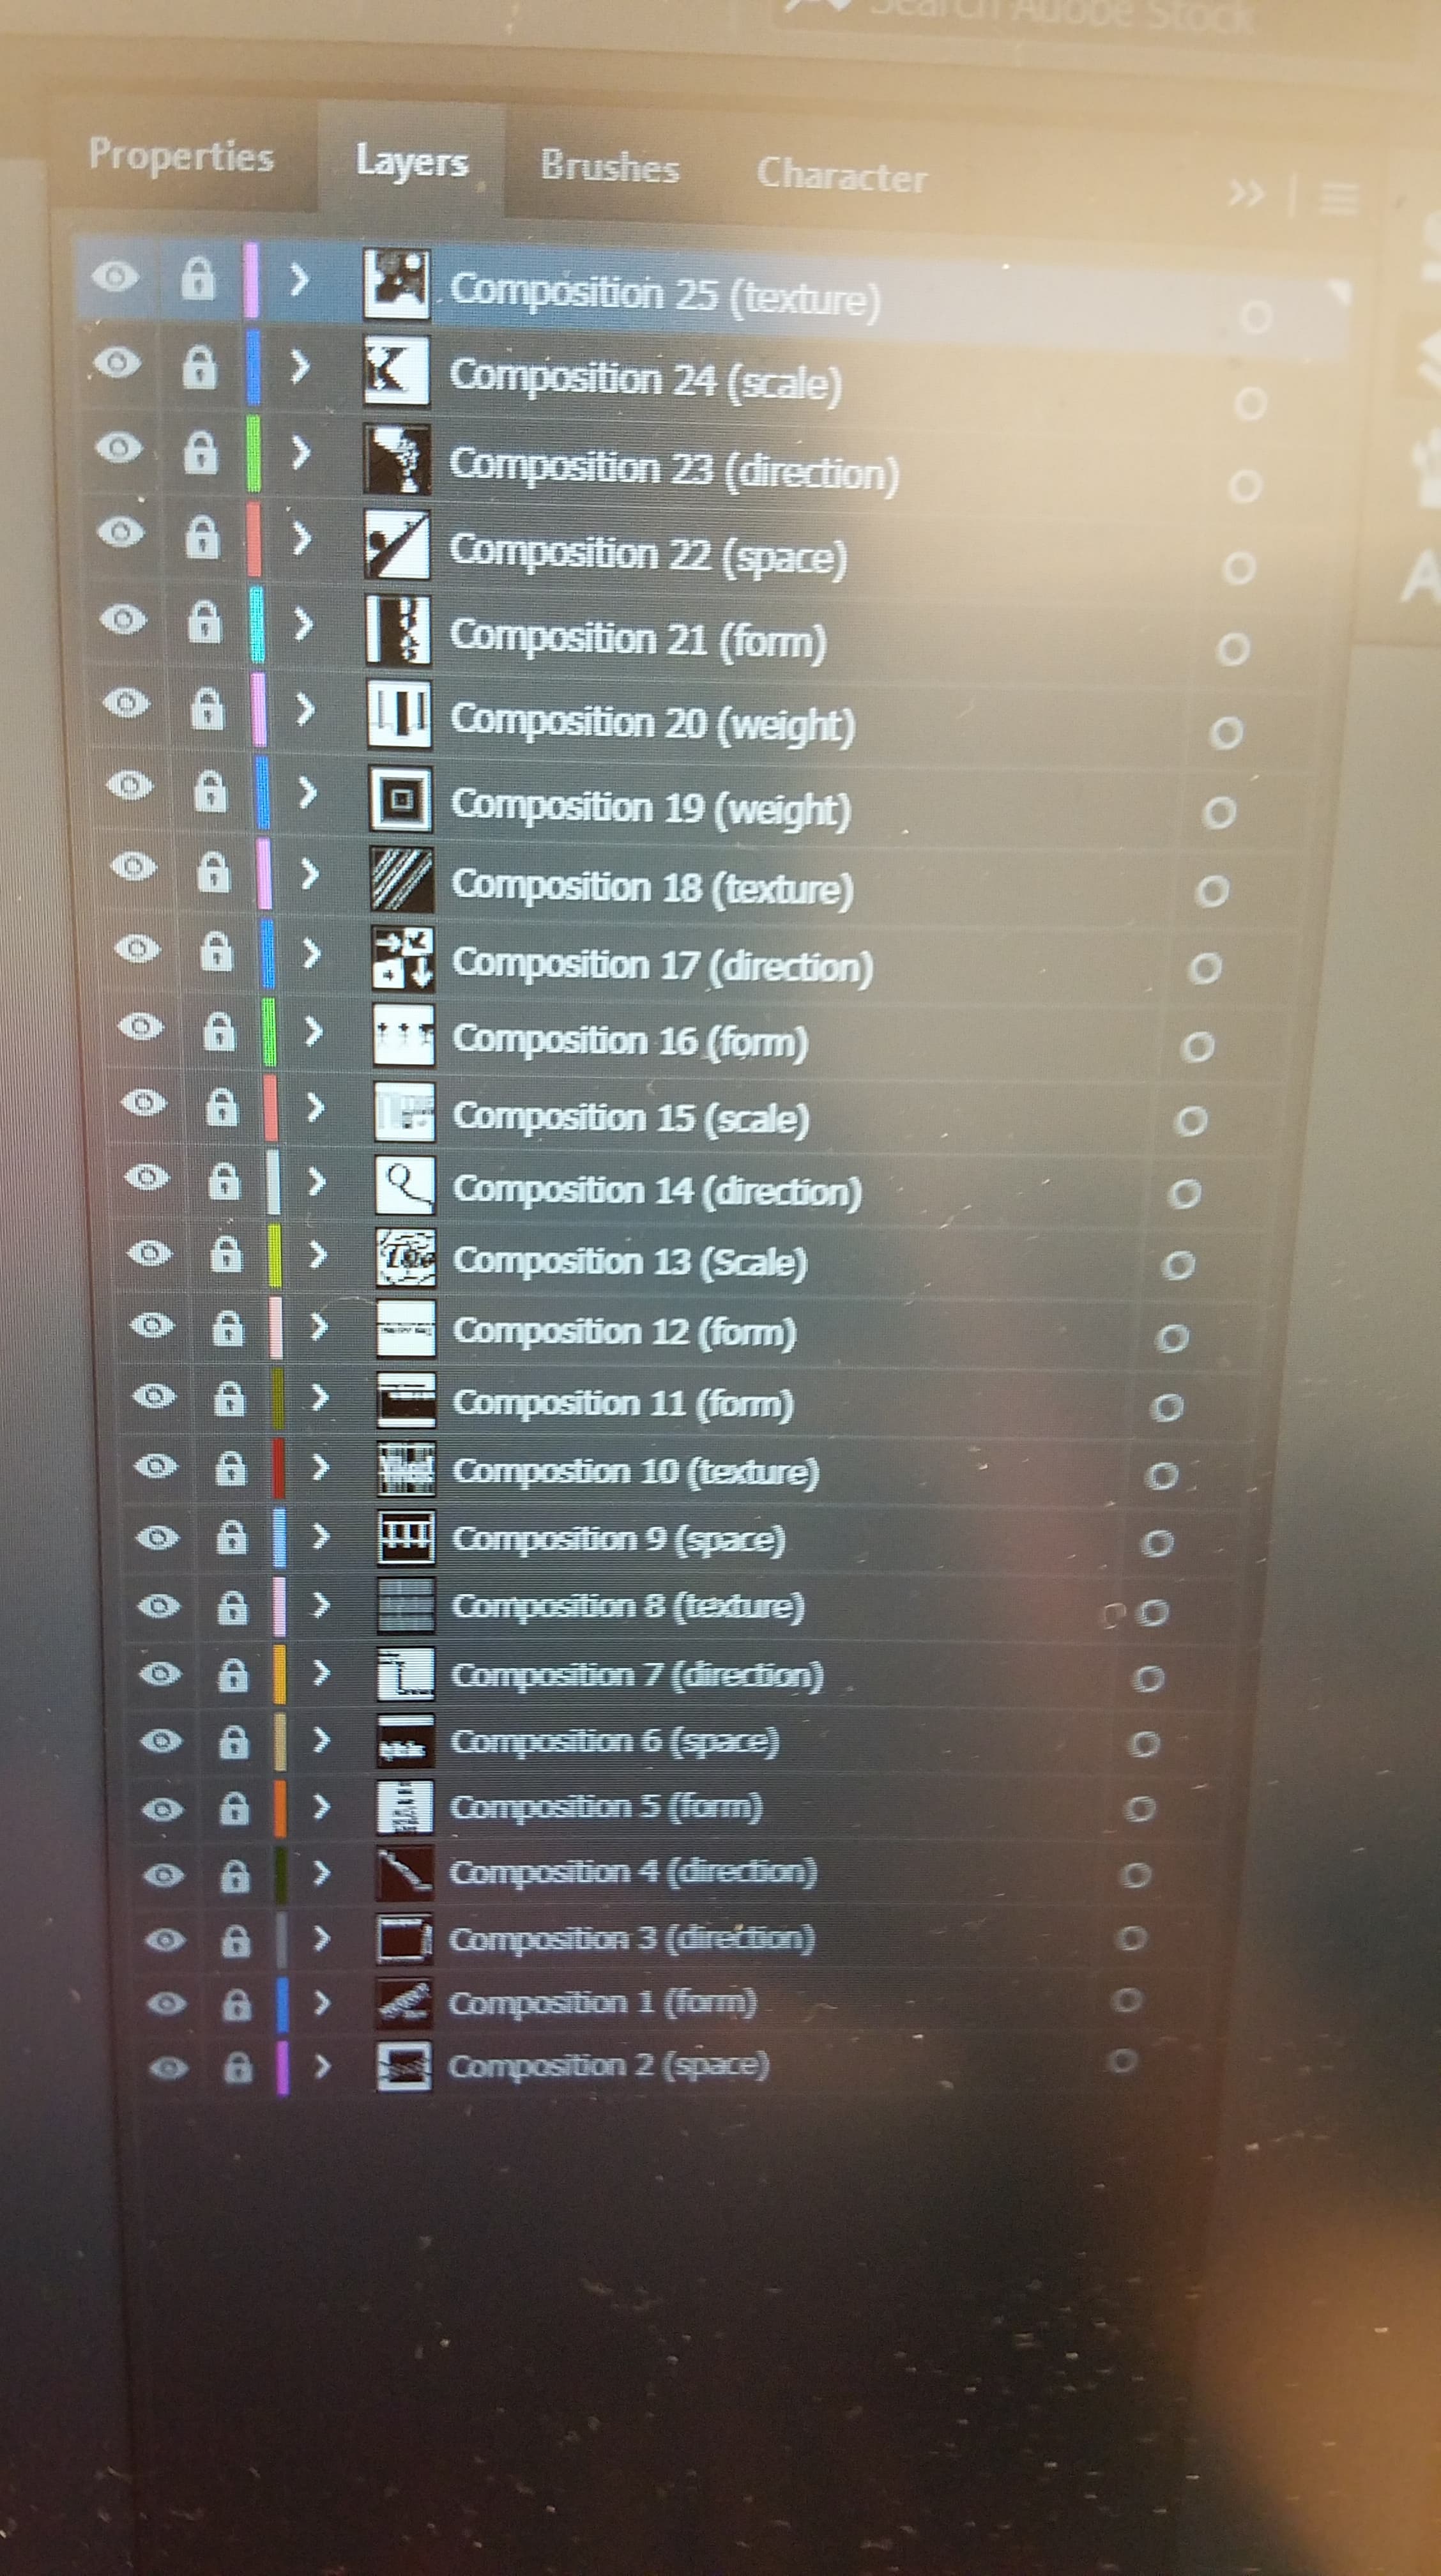 Search Adobe Stock
Properties Layers Brushes Character
Composition 25 (texture)
Composition 24 (scale)
Composition 23 (direction)
Composition 22 (space)
Composition 21 (form)
Composition 20 (weight)
Composition 19 (weight)
Composition 18 (texture)
Composition 17 (direction)
Composition 16 (form)
Composition 15 (scale)
Composition 14 (direction)
Composition 13 (Scale)
Composition 12 (form)
Composition 11 (form)
Compostion 10 (texture)
Composition 9 (space)
Composition 8 (texture)
Composition 7 (direction)
Composition 6 (space)
Composition 5 (form)
Composition 4 (direction)
Composition 3 (direction)
Composition 1 (form)
Composition 2 (space)